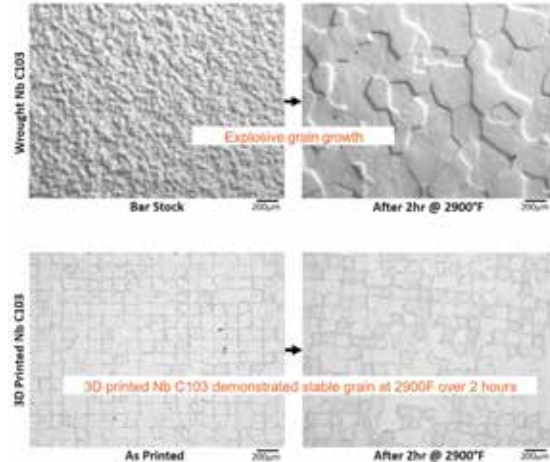 Wrought Nb C103
Explosive grain growth
Bar Stock
200µm
After 2hr @ 2900°F
200µm
3D Printed Nb C103
3D printed Nb C103 demonstrated stable grain at 2900F over 2 hours
As Printed
200µm
After 2hr @ 2900°F
200µm